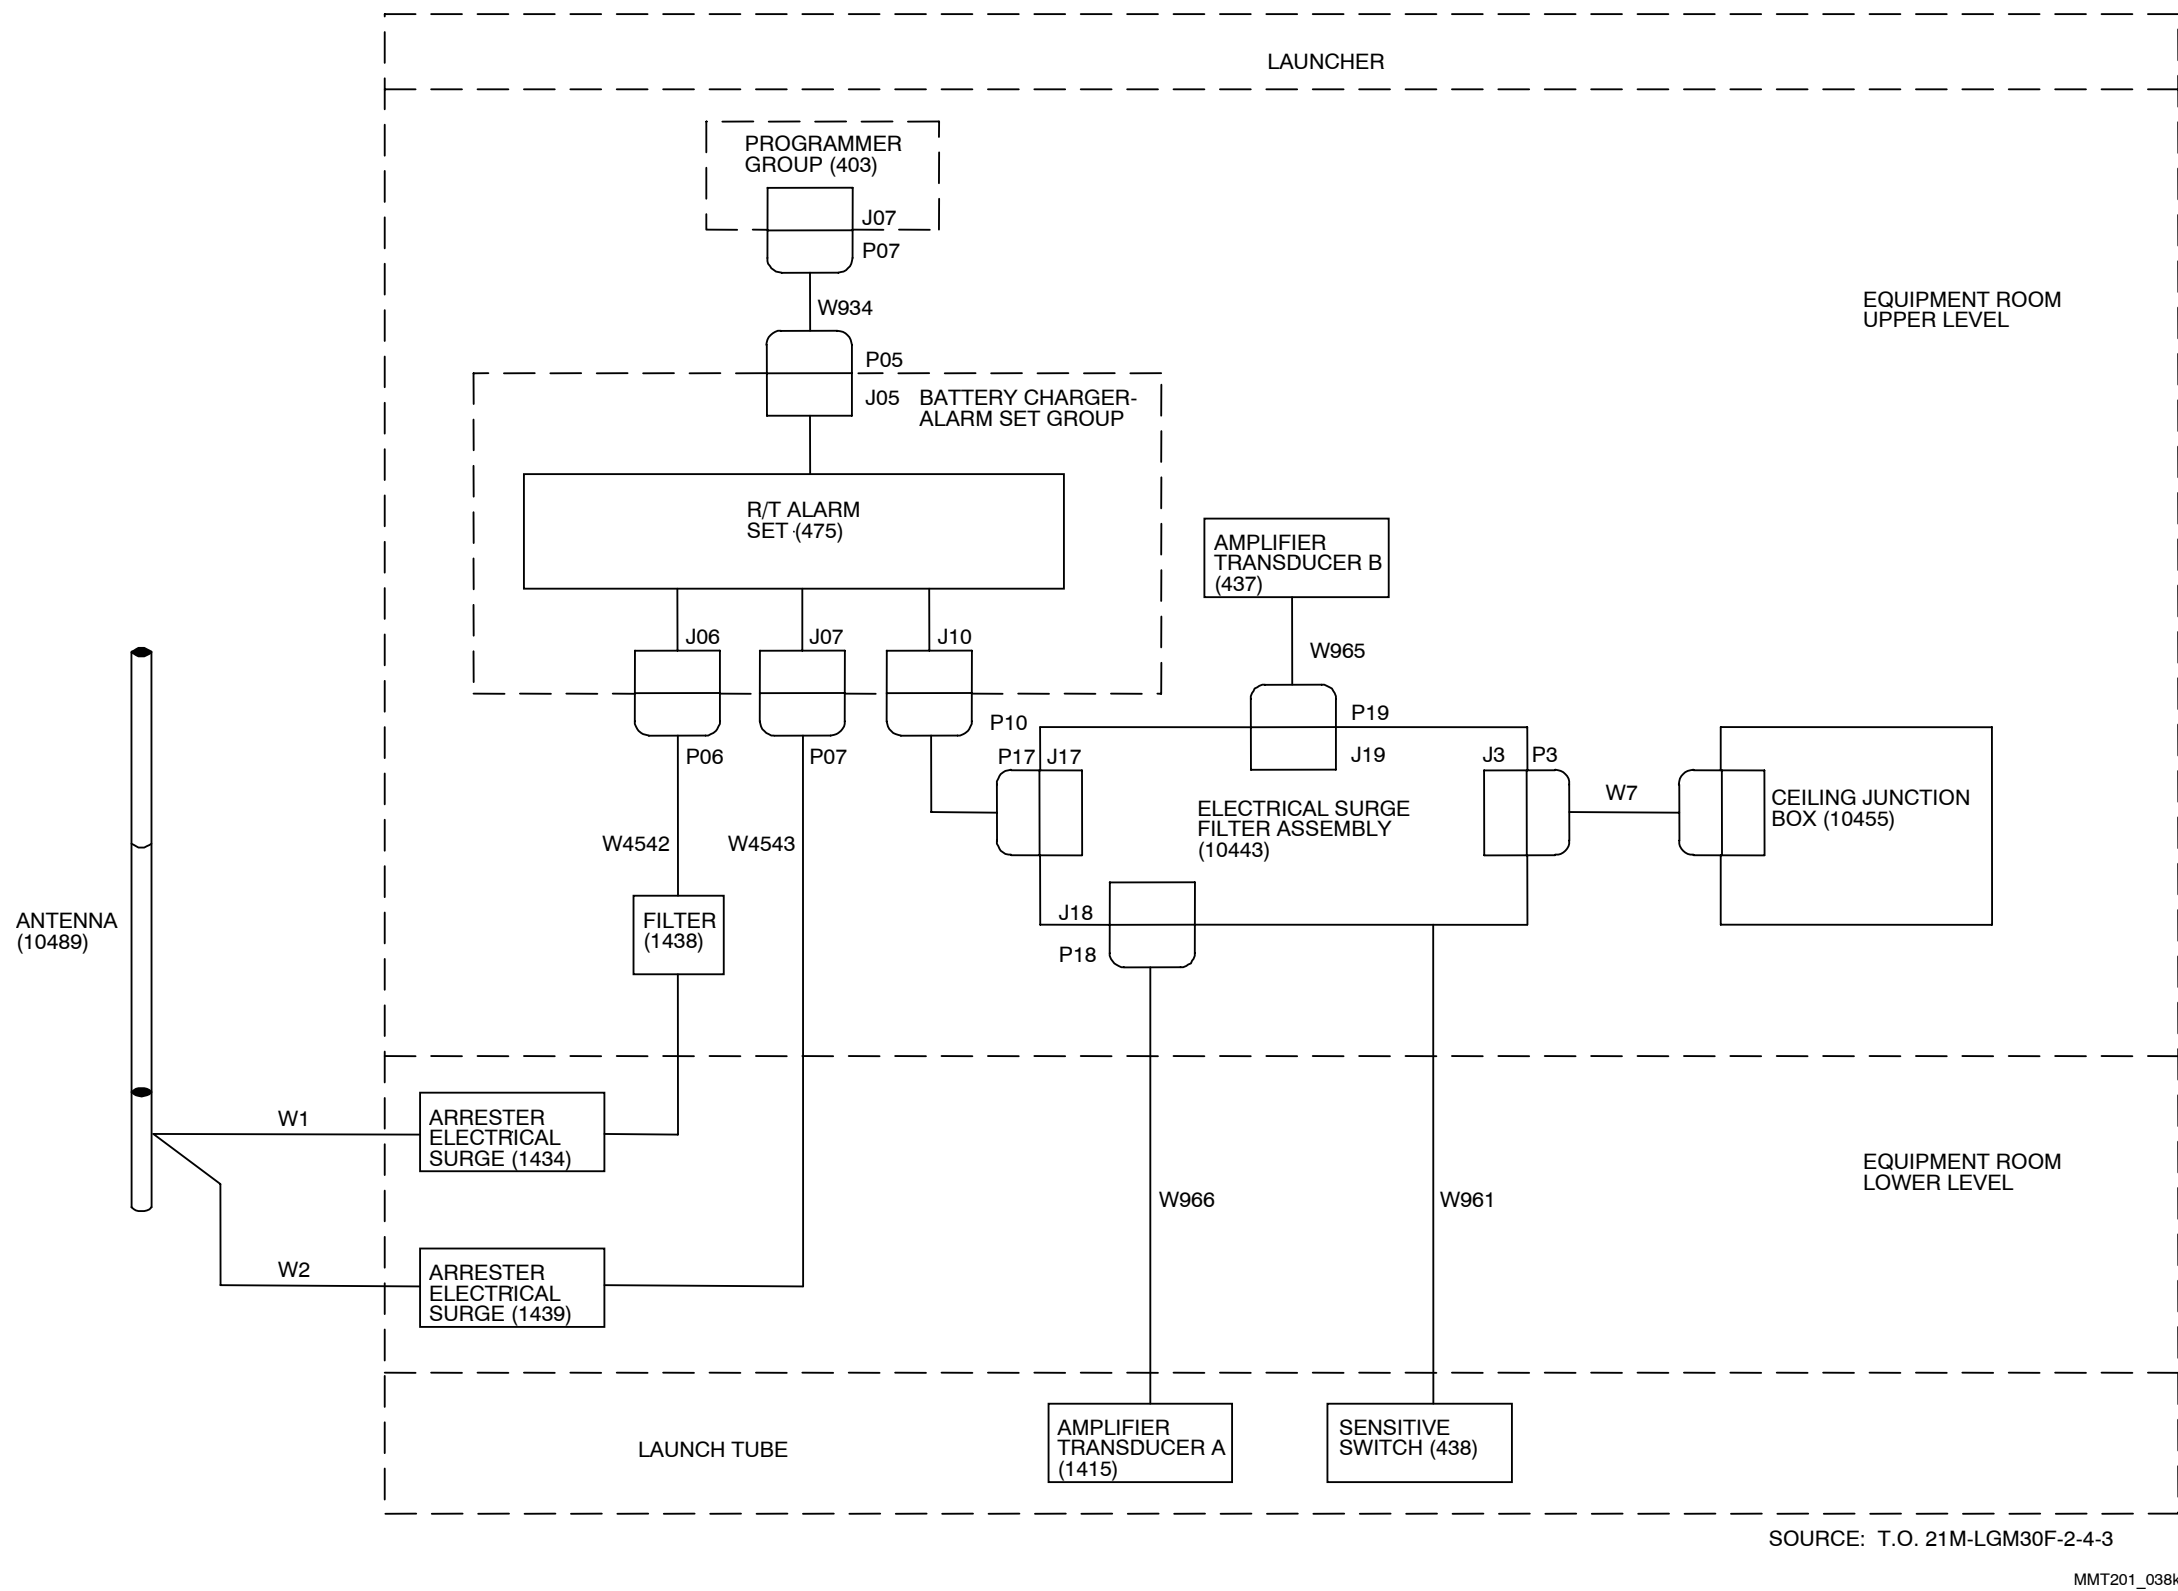 LAUNCHER
PROGRAMMER
GROUP (403)
J07
P07
W934
EQUIPMENT ROOM
UPPER LEVEL
P05
J05
BATTERY CHARGER-
ALARM SET GROUP
R/T ALARM
SET (475)
AMPLIFIER
TRANSDUCER B
(437)
J06
J07
J10
W965
P10
P19
P06
P07
P17
J17
J19
J3
P3
W7
CEILING JUNCTION
BOX (10455)
ELECTRICAL SURGE
FILTER ASSEMBLY
(10443)
W4542
W4543
ANTENNA
(10489)
FILTER
(1438)
J18
P18
W1
ARRESTER
ELECTRICAL
SURGE (1434)
EQUIPMENT ROOM
LOWER LEVEL
W966
W961
W2
ARRESTER
ELECTRICAL
SURGE (1439)
LAUNCH TUBE
AMPLIFIER
TRANSDUCER A
(1415)
SENSITIVE
SWITCH (438)
SOURCE: T.O. 21M-LGM30F-2-4-3
MMT201_038k